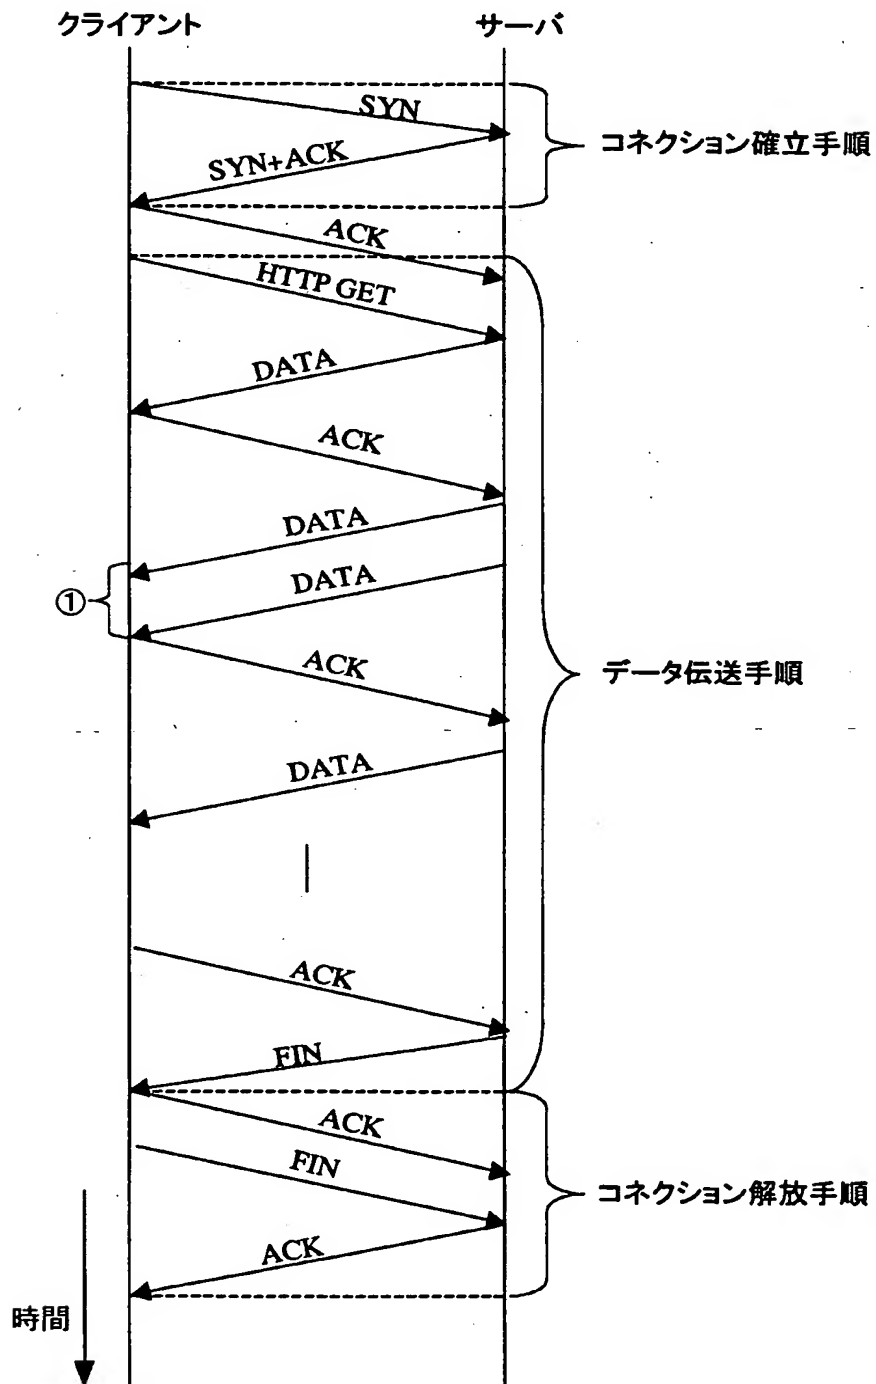 クライアント
サーバ
SYN
コネクション確立手順
SYN+ACK
ACK
HTTP GET
DATA
ACK
DATA
DATA
①
ACK
データ伝送手順
DATA
ACK
FIN
ACK
FIN
コネクション解放手順
ACK
時間